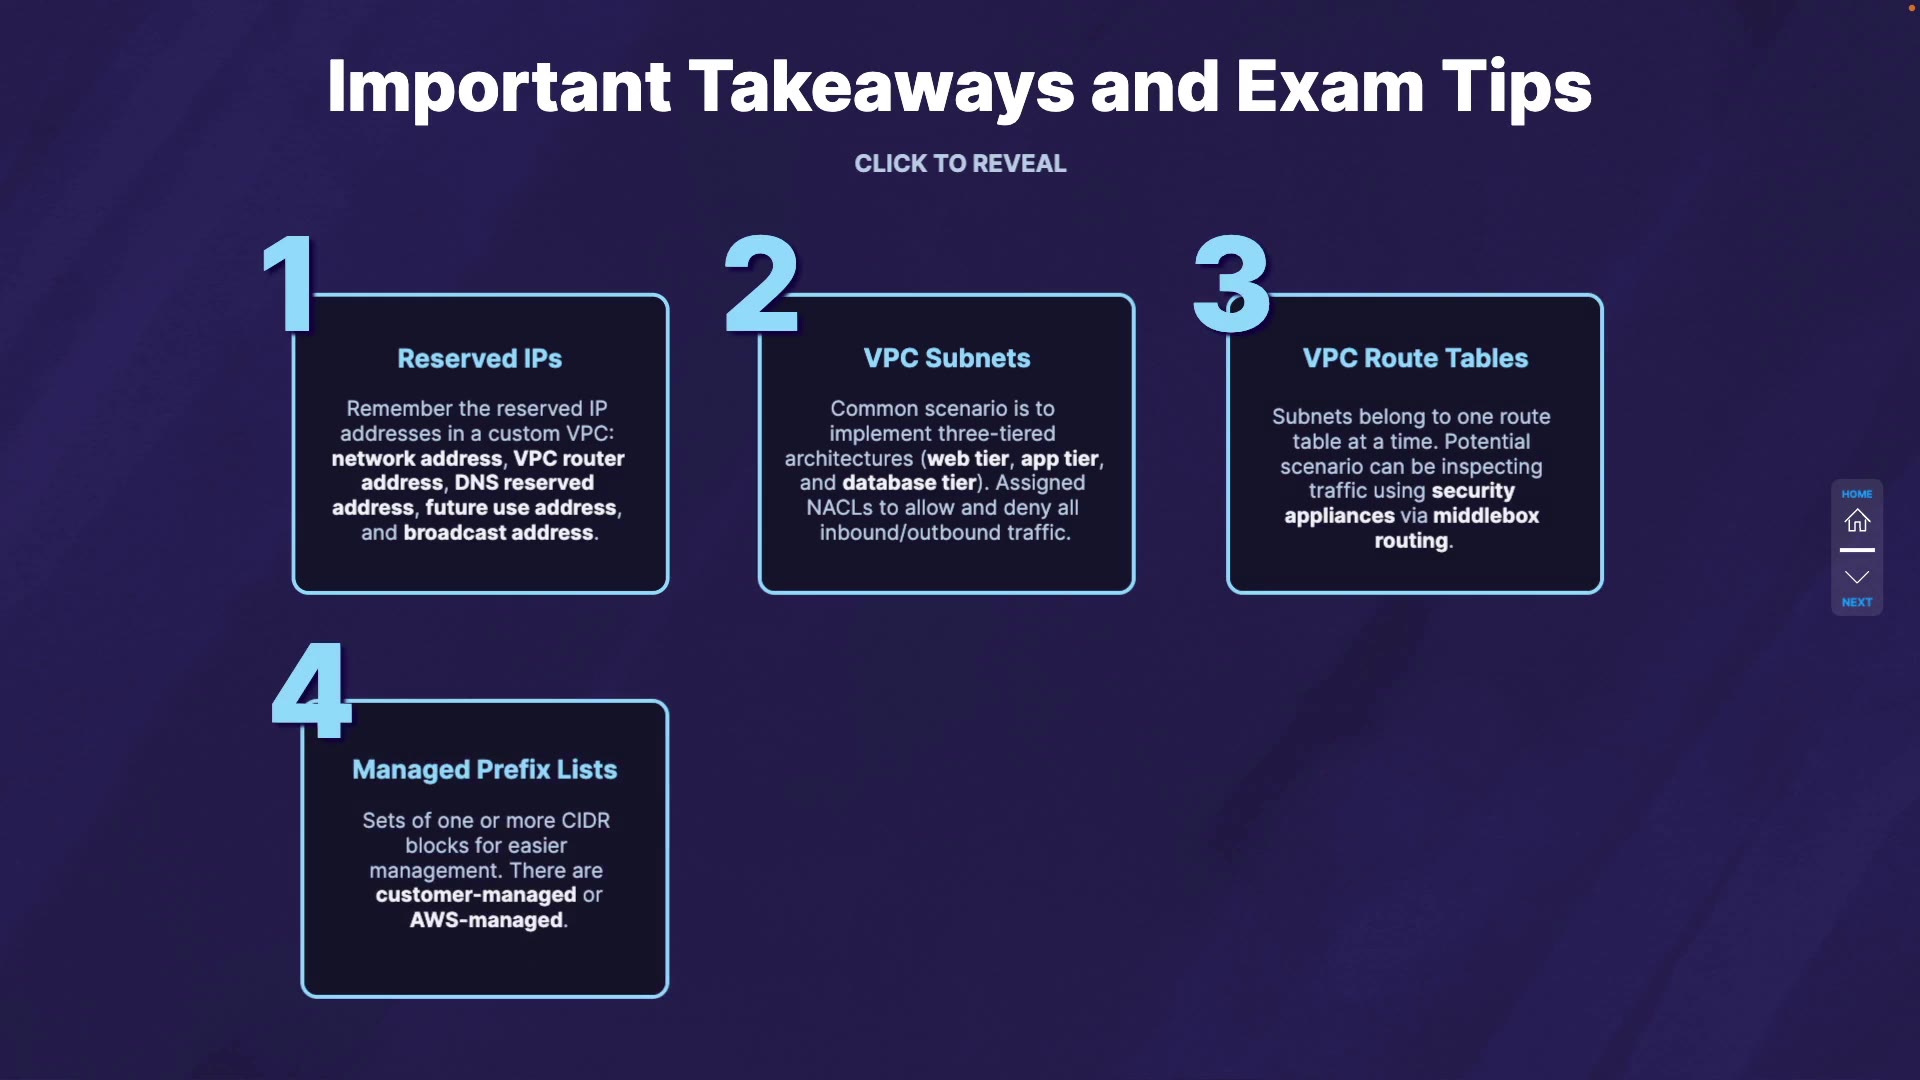 Important Takeaways and Exam Tips
CLICK TO REVEAL
1
Reserved IPs
Remember the reserved IP
addresses in a custom VPC:
network address, VPC router
address, DNS reserved
address, future use address,
and broadcast address.
2
VPC Subnets
Common scenario is to
implement three-tiered
architectures (web tier, app tier,
and database tier). Assigned
NACLs to allow and deny all
inbound/outbound traffic.
3
VPC Route Tables
Subnets belong to one route
table at a time. Potential
scenario can be inspecting
traffic using security
appliances via middlebox
routing.
4
Managed Prefix Lists
Sets of one or more CIDR
blocks for easier
management. There are
customer-managed or
AWS-managed.
HOME
NEXT